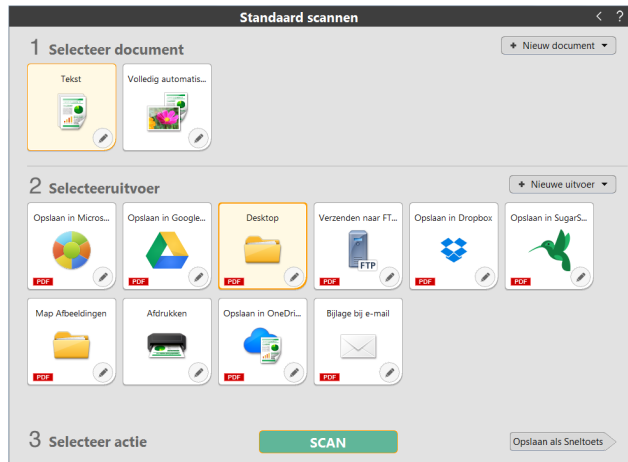 Standaard scannen < ?
1 Selecteer document
+ Nieuw document
Tekst
Volledig automatis...
2 Selecteeruitvoer
+ Nieuwe uitvoer
Opslaan in Micros...
Opslaan in Google...
Desktop
Verzenden naar FT...
Opslaan in Dropbox
Opslaan in SugarS...
FTP
PDF PDF PDF PDF PDF PDF
Map Afbeeldingen
Afdrukken
Opslaan in OneDri...
Bijlage bij e-mail
PDF PDF PDF
3 Selecteer actie
SCAN
Opslaan als Sneltoets